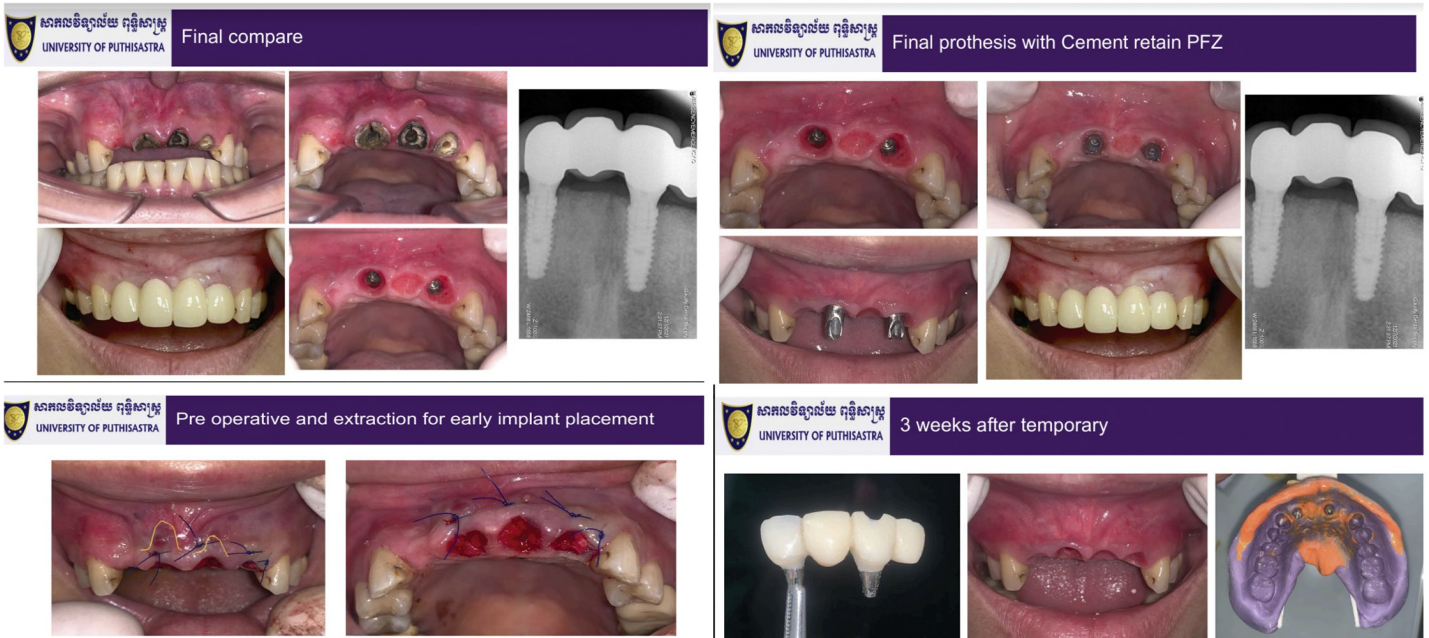 សាកលវិទ្យាល័យ ពុទ្ធិសាស្ត្រ
UNIVERSITY OF PUTHISASTRA
Final compare
សាកលវិទ្យាល័យ ពុទ្ធិសាស្ត្រ
UNIVERSITY OF PUTHISASTRA
Final prothesis with Cement retain PFZ
សាកលវិទ្យាល័យ ពុទ្ធិសាស្ត្រ
UNIVERSITY OF PUTHISASTRA
Pre operative and extraction for early implant placement
សាកលវិទ្យាល័យ ពុទ្ធិសាស្ត្រ
UNIVERSITY OF PUTHISASTRA
3 weeks after temporary